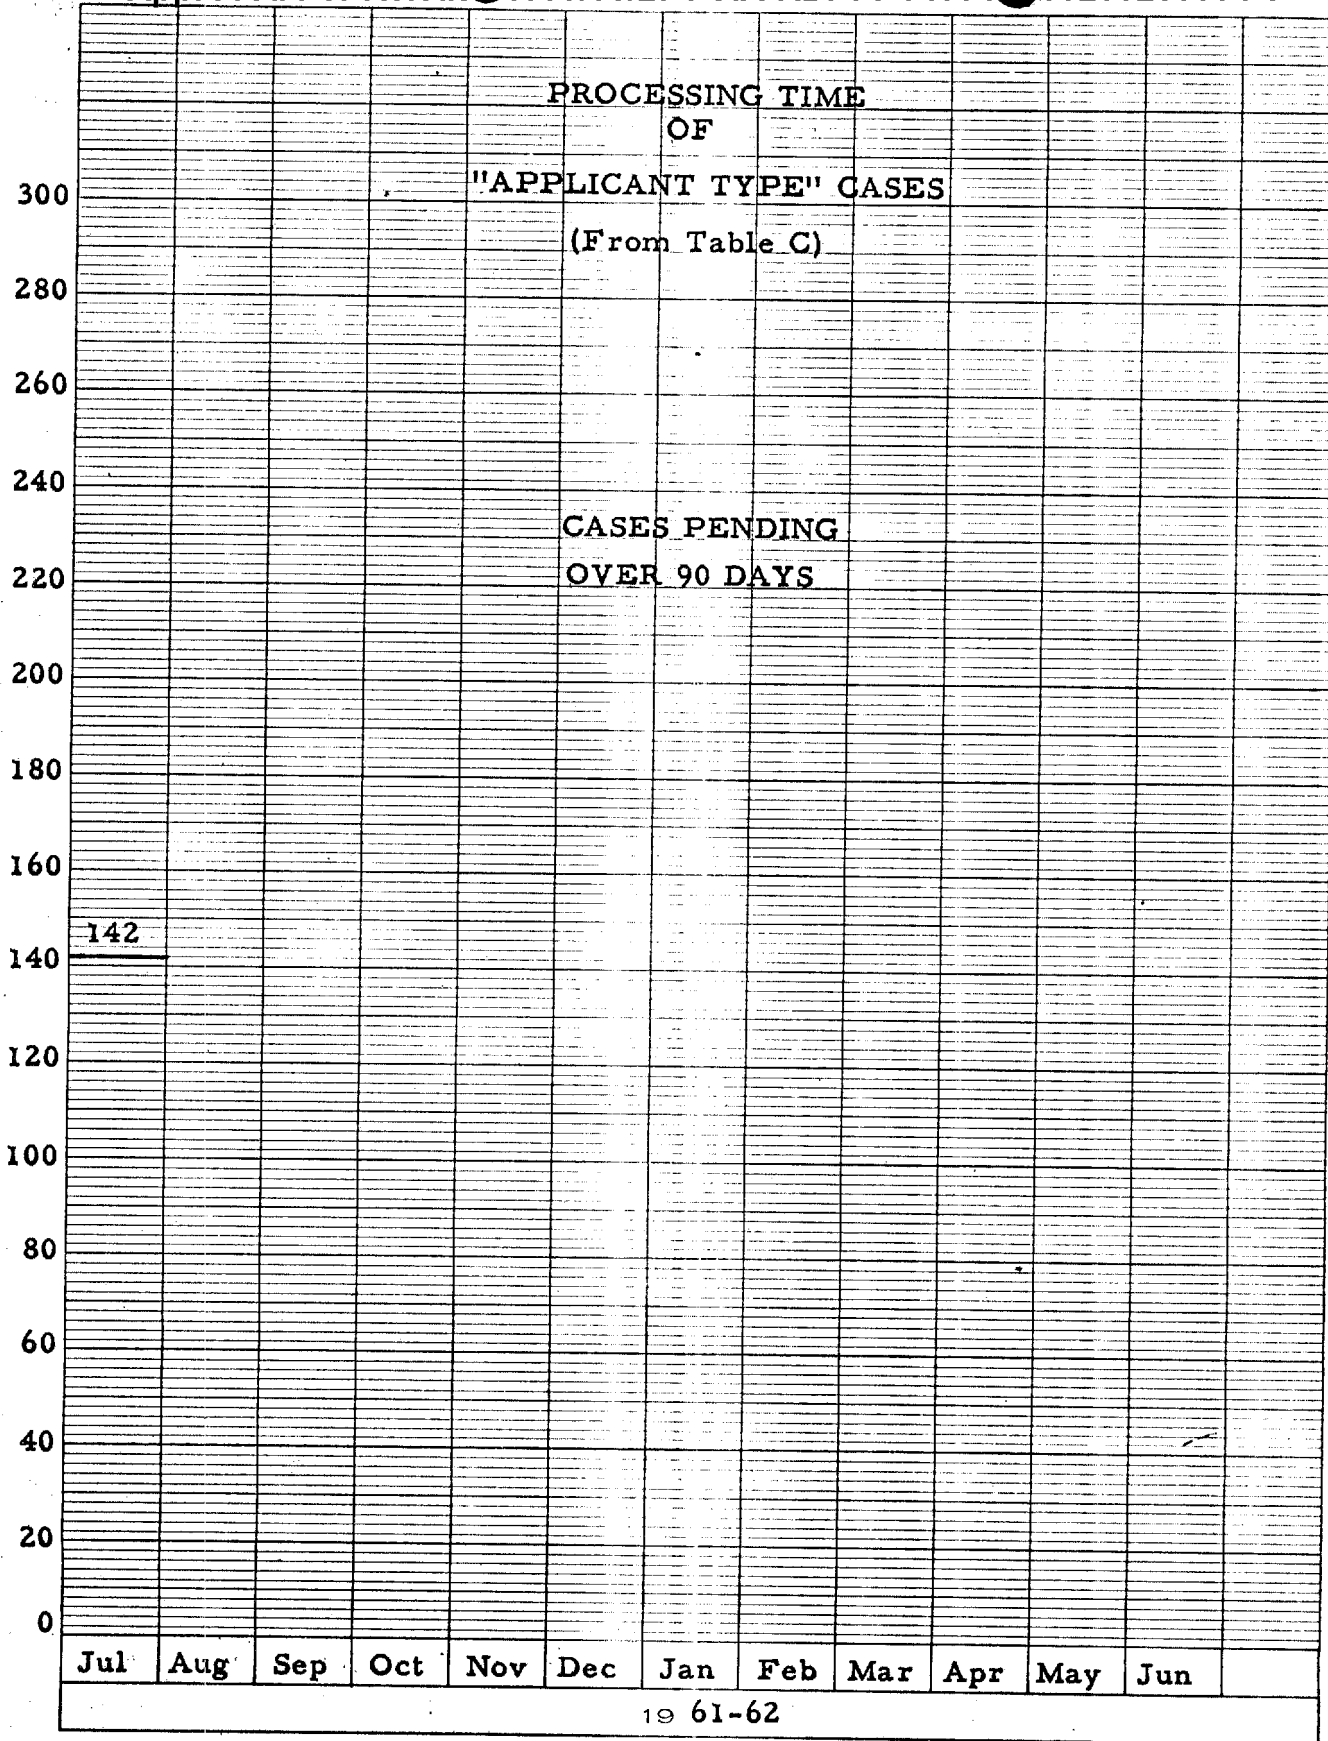 PROCESSING TIME
OF
"APPLICANT TYPE" CASES
(From Table C)
CASES PENDING
OVER 90 DAYS
300
280
260
240
220
200
180
160
142
140
120
100
80
60
40
20
0
Jul Aug Sep Oct Nov Dec Jan Feb Mar Apr May Jun
19 61-62